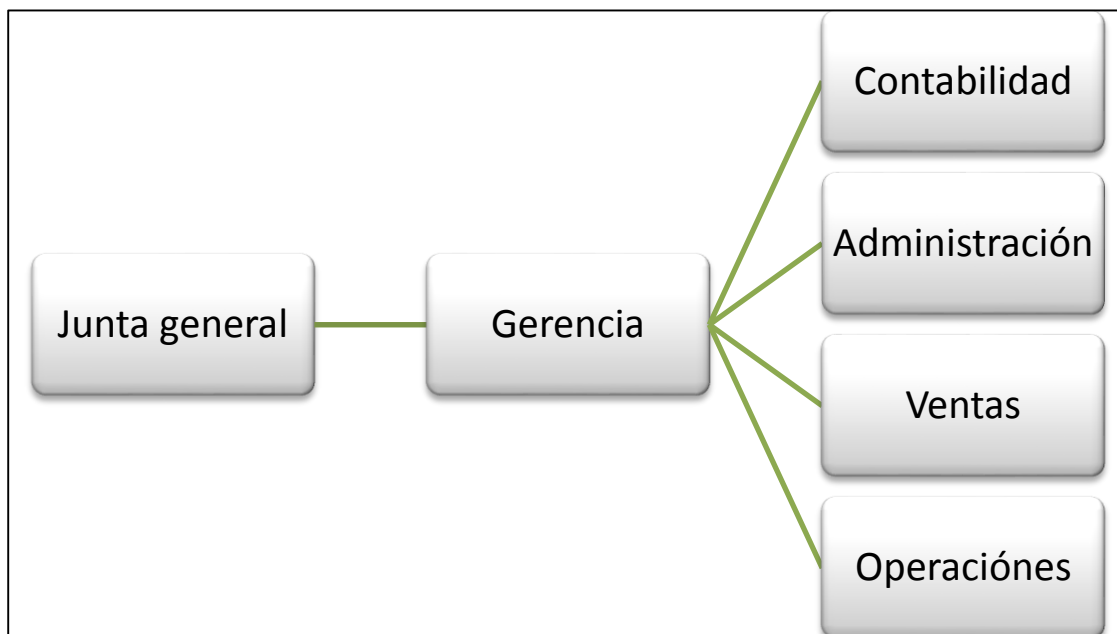 Junta general
Gerencia
Contabilidad
Administración
Ventas
Operaciónes